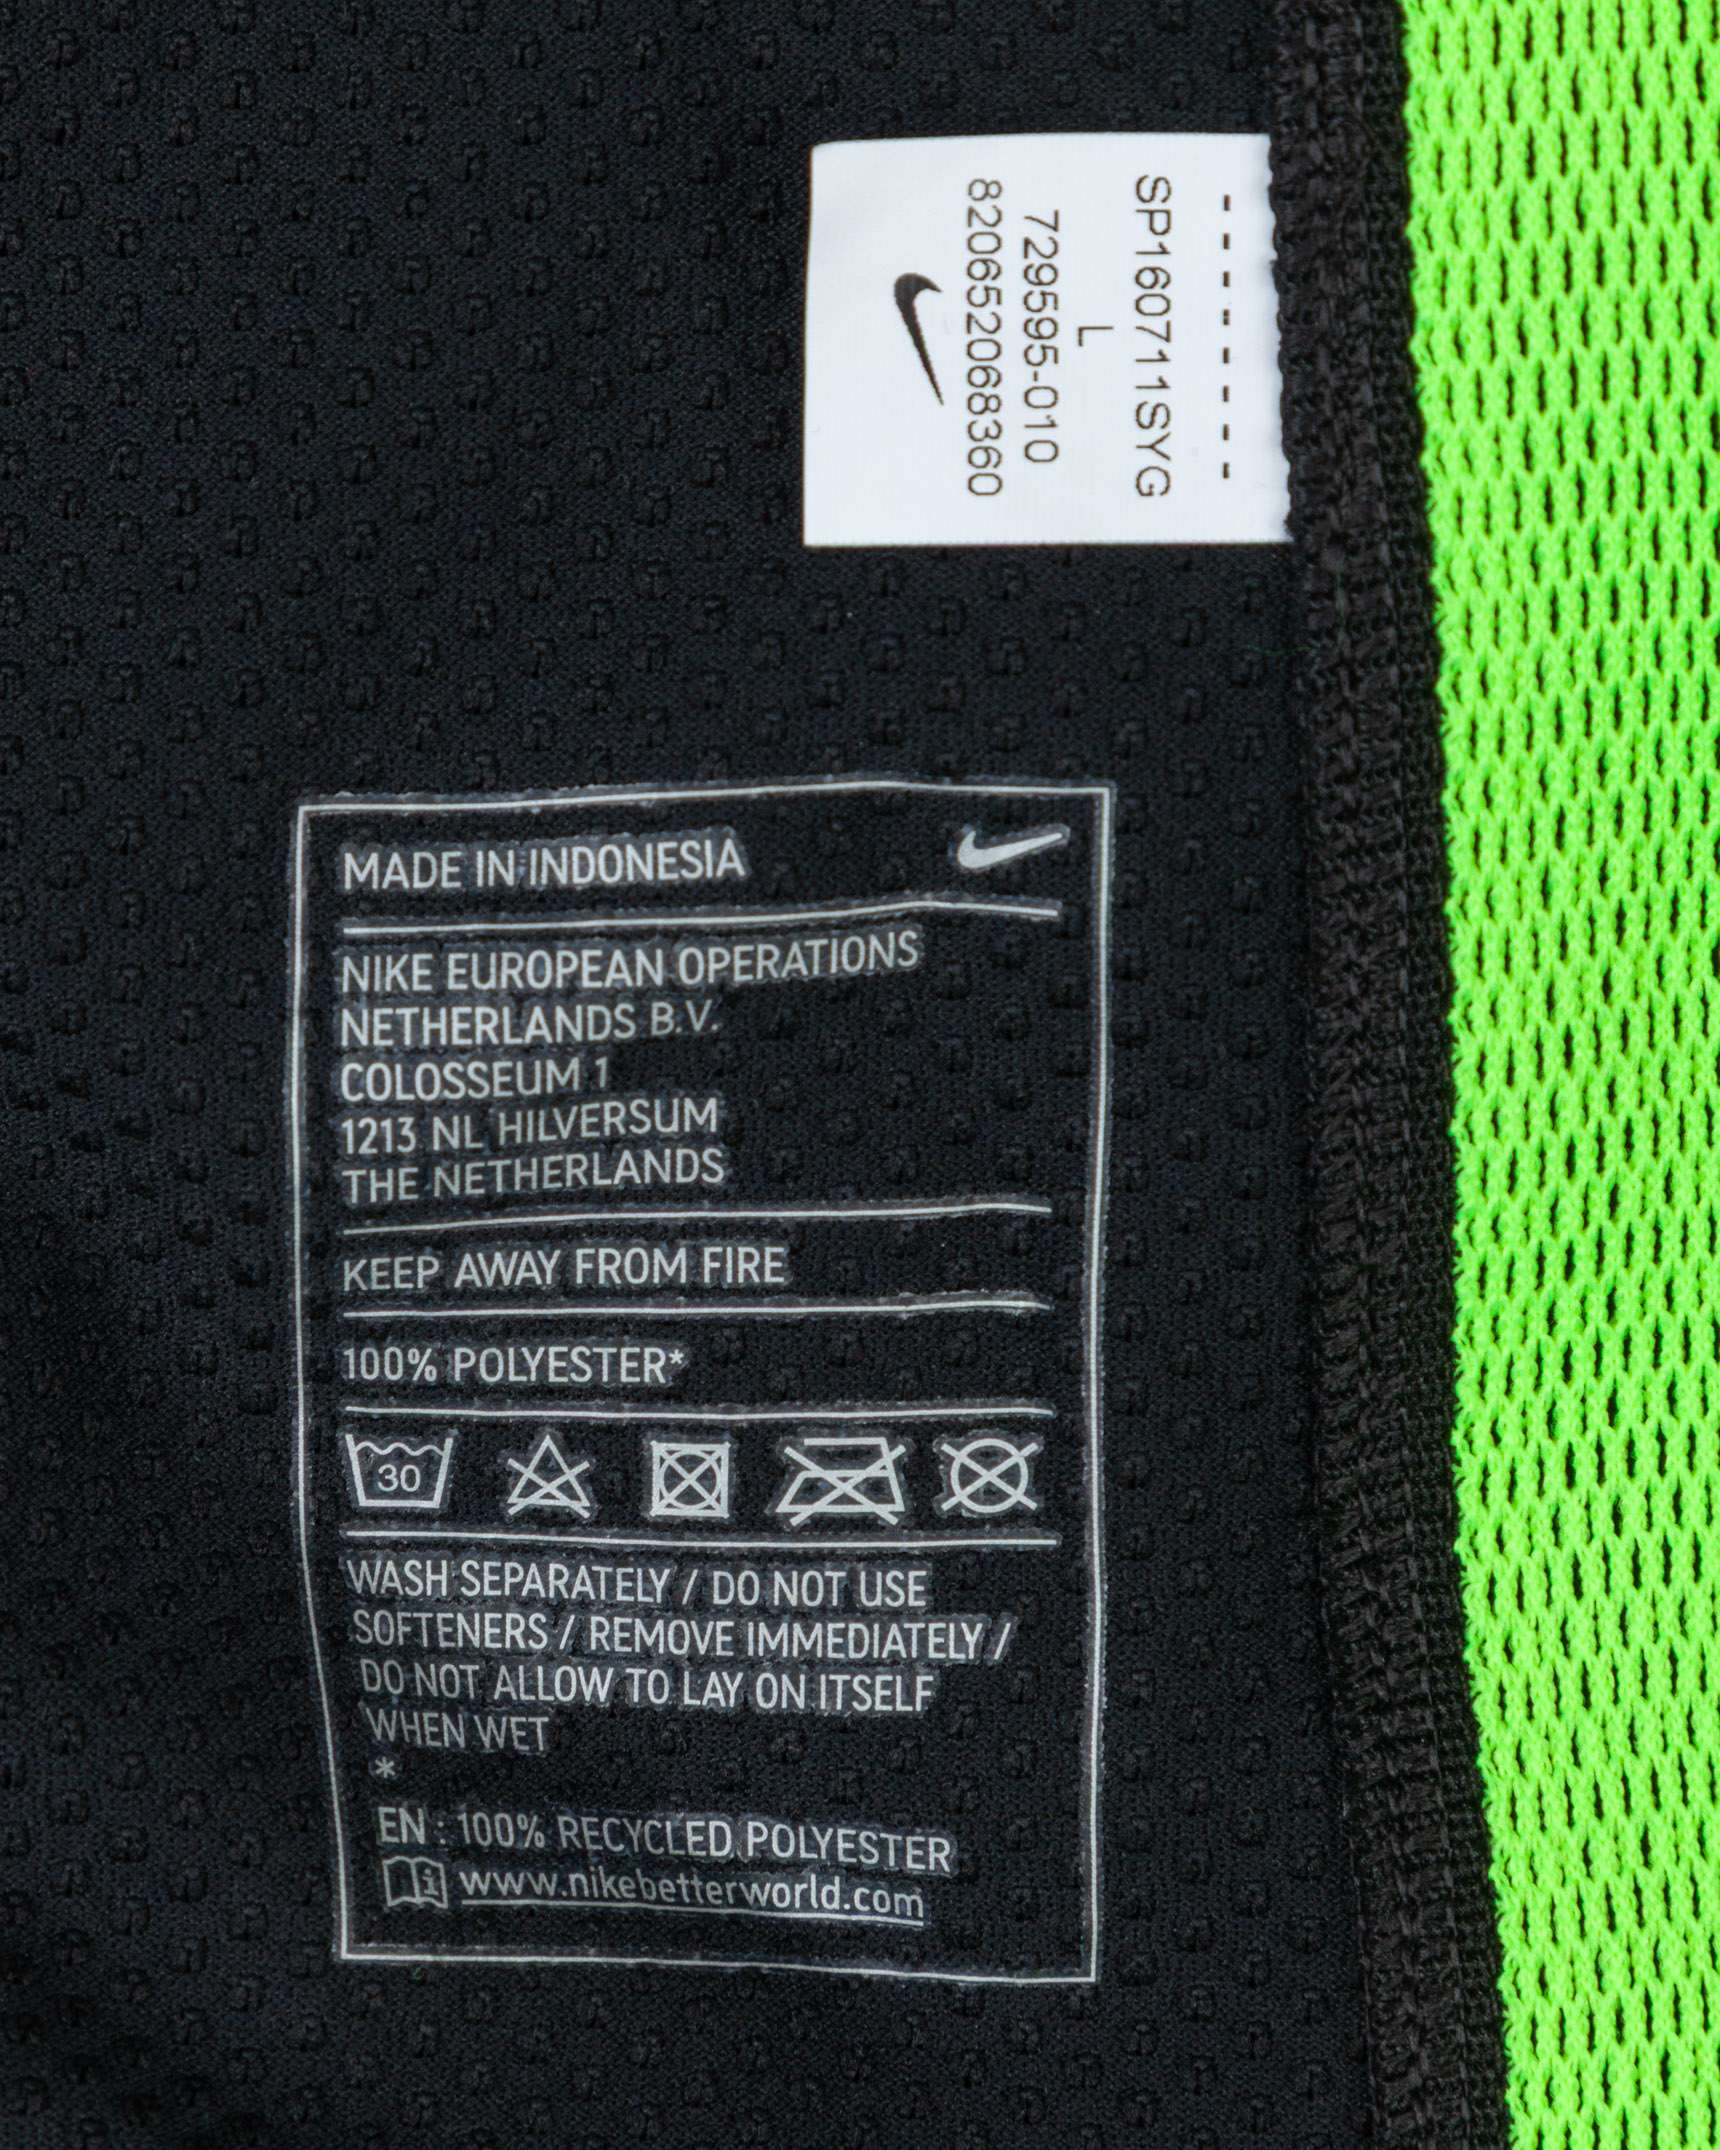 SP160711SYG
L
729595-010
820652068360
MADE IN INDONESIA
NIKE EUROPEAN OPERATIONS
NETHERLANDS B.V.
COLOSSEUM 1
1213 NL HILVERSUM
THE NETHERLANDS
KEEP AWAY FROM FIRE
100% POLYESTER*
30
WASH SEPARATELY / DO NOT USE
SOFTENERS / REMOVE IMMEDIATELY /
DO NOT ALLOW TO LAY ON ITSELF
WHEN WET
*
EN : 100% RECYCLED POLYESTER
www.nikebetterworld.com